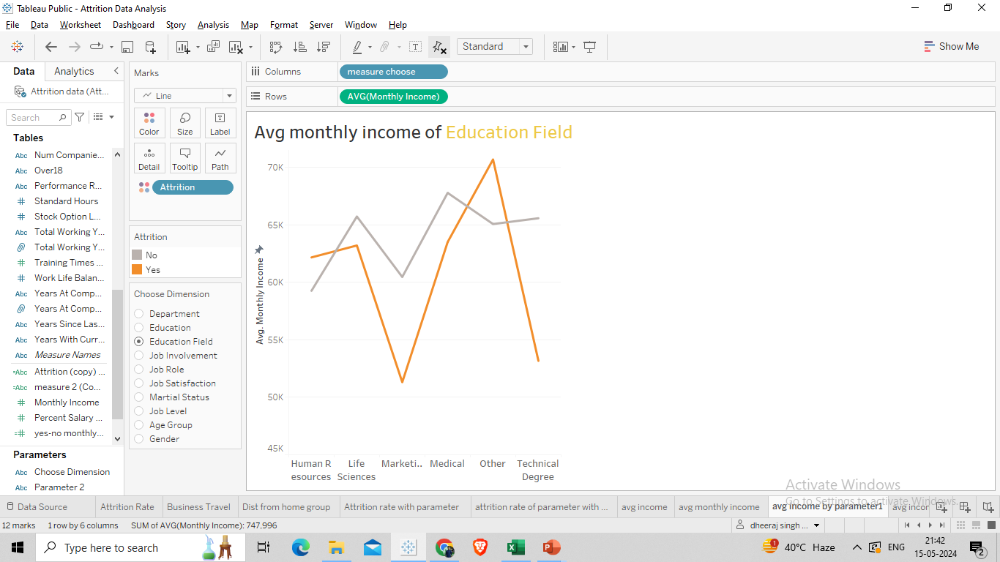 Tableau Public - Attrition Data Analysis
File Data Worksheet Dashboard Story Analysis Map Format Server Window Help
Standard
Show Me
Data Analytics
Attrition data (Att...
Search
Tables
Abc Num Companie...
Abc Over18
Abc Performance R...
# Standard Hours
# Stock Option L...
Abc Total Working Y...
Total Working Y...
# Training Times ...
# Work Life Balan...
Abc Years At Comp...
Years At Comp...
Abc Years Since Las...
Abc Years With Curr...
Abc Measure Names
=Abc Attrition (copy) ...
=Abc measure 2 (Co...
# Monthly Income
# Percent Salary ...
=# yes-no monthly...
Parameters
Abc Choose Dimension
Abc Parameter 2
Marks
Line
Color Size Label
Detail Tooltip Path
Attrition
Attrition
No
Yes
Choose Dimension
Department
Education
Education Field
Job Involvement
Job Role
Job Satisfaction
Martial Status
Job Level
Age Group
Gender
Columns measure choose
Rows AVG(Monthly Income)
Avg monthly income of Education Field
70K
65K
60K
55K
50K
45K
Avg. Monthly Income
Human R
esources
Life
Sciences
Marketi..
Medical
Other
Technical
Degree
Activate Windows
Go to Settings to activate Windows.
Data Source Attrition Rate Business Travel Dist from home group Attrition rate with parameter attrition rate of parameter with ... avg income avg monthly income avg income by parameter1 avg incor
12 marks 1 row by 6 columns SUM of AVG(Monthly Income): 747,996
dheeraj singh ...
Type here to search
1
40°C Haze
ENG
21:42
15-05-2024
2